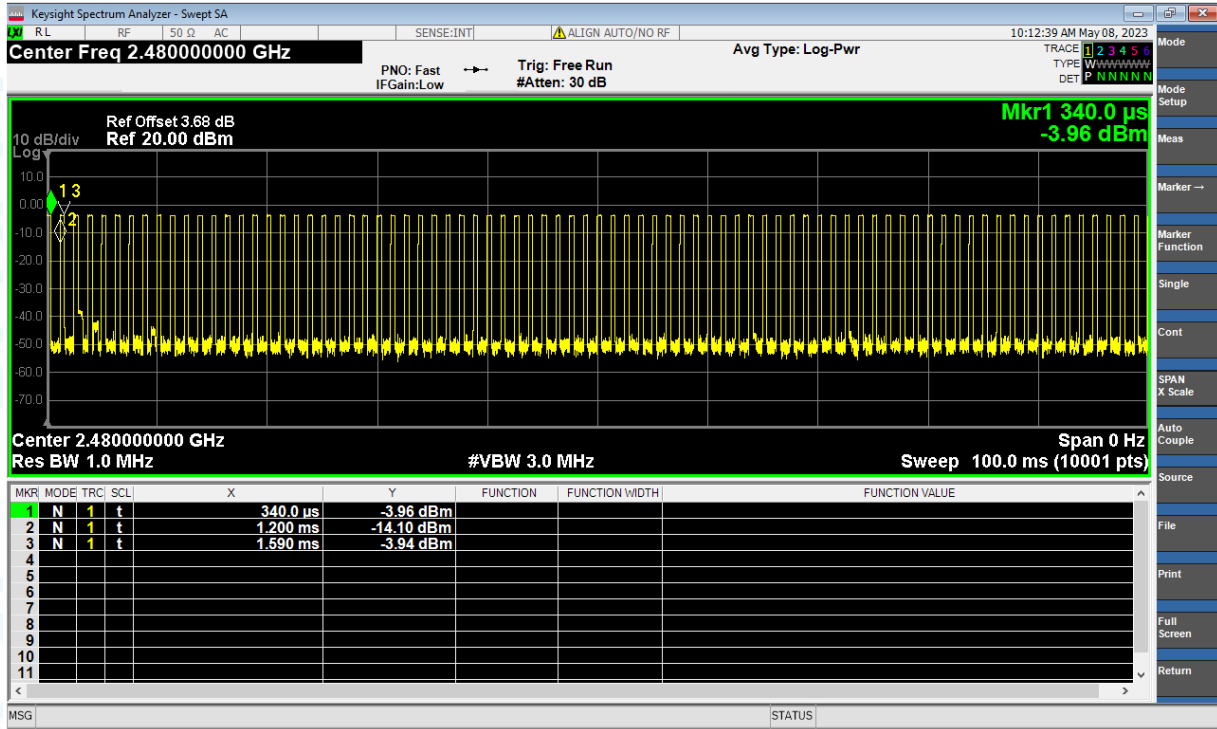 Keysight Spectrum Analyzer - Swept SA
LXI RL RF 50 Ω AC SENSE:INT ALIGN AUTO/NO RF 10:12:39 AM May 08, 2023
Center Freq 2.480000000 GHz
Avg Type: Log-Pwr
TRACE 1 2 3 4 5 6
TYPE WWWWWW
DET P N N N N N
PNO: Fast
IFGain:Low
Trig: Free Run
#Atten: 30 dB
Mkr1 340.0 µs
-3.96 dBm
Ref Offset 3.68 dB
10 dB/div Ref 20.00 dBm
Log
10.0
0.00
-10.0
-20.0
-30.0
-40.0
-50.0
-60.0
-70.0
1 3
2
Center 2.480000000 GHz Span 0 Hz
Res BW 1.0 MHz #VBW 3.0 MHz Sweep 100.0 ms (10001 pts)
MKR MODE TRC SCL X Y FUNCTION FUNCTION WIDTH FUNCTION VALUE
1 N 1 t 340.0 µs -3.96 dBm
2 N 1 t 1.200 ms -14.10 dBm
3 N 1 t 1.590 ms -3.94 dBm
4
5
6
7
8
9
10
11
MSG STATUS
Mode
Mode
Setup
Meas
Marker→
Marker
Function
Single
Cont
SPAN
X Scale
Auto
Couple
Source
File
Print
Full
Screen
Return